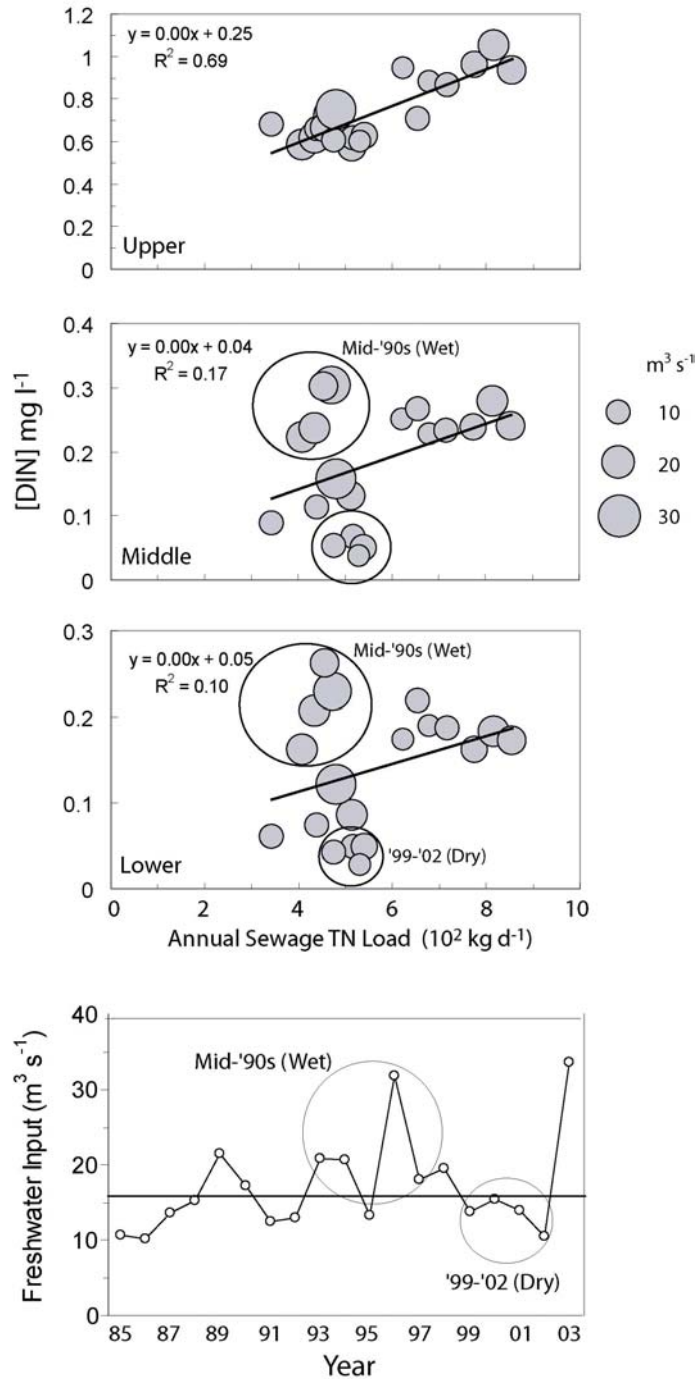 1.2
1
0.8
0.6
0.4
0.2
0
y = 0.00x + 0.25
R² = 0.69
Upper
[DIN] mg l⁻¹
0.4
0.3
0.2
0.1
0
y = 0.00x + 0.04
R² = 0.17
Mid-'90s (Wet)
Middle
m³ s⁻¹
10
20
30
0.3
0.2
0.1
0
y = 0.00x + 0.05
R² = 0.10
Mid-'90s (Wet)
'99-'02 (Dry)
Lower
0 2 4 6 8 10
Annual Sewage TN Load (10² kg d⁻¹)
Freshwater Input (m³ s⁻¹)
40
30
20
10
0
Mid-'90s (Wet)
'99-'02 (Dry)
85 87 89 91 93 95 97 99 01 03
Year